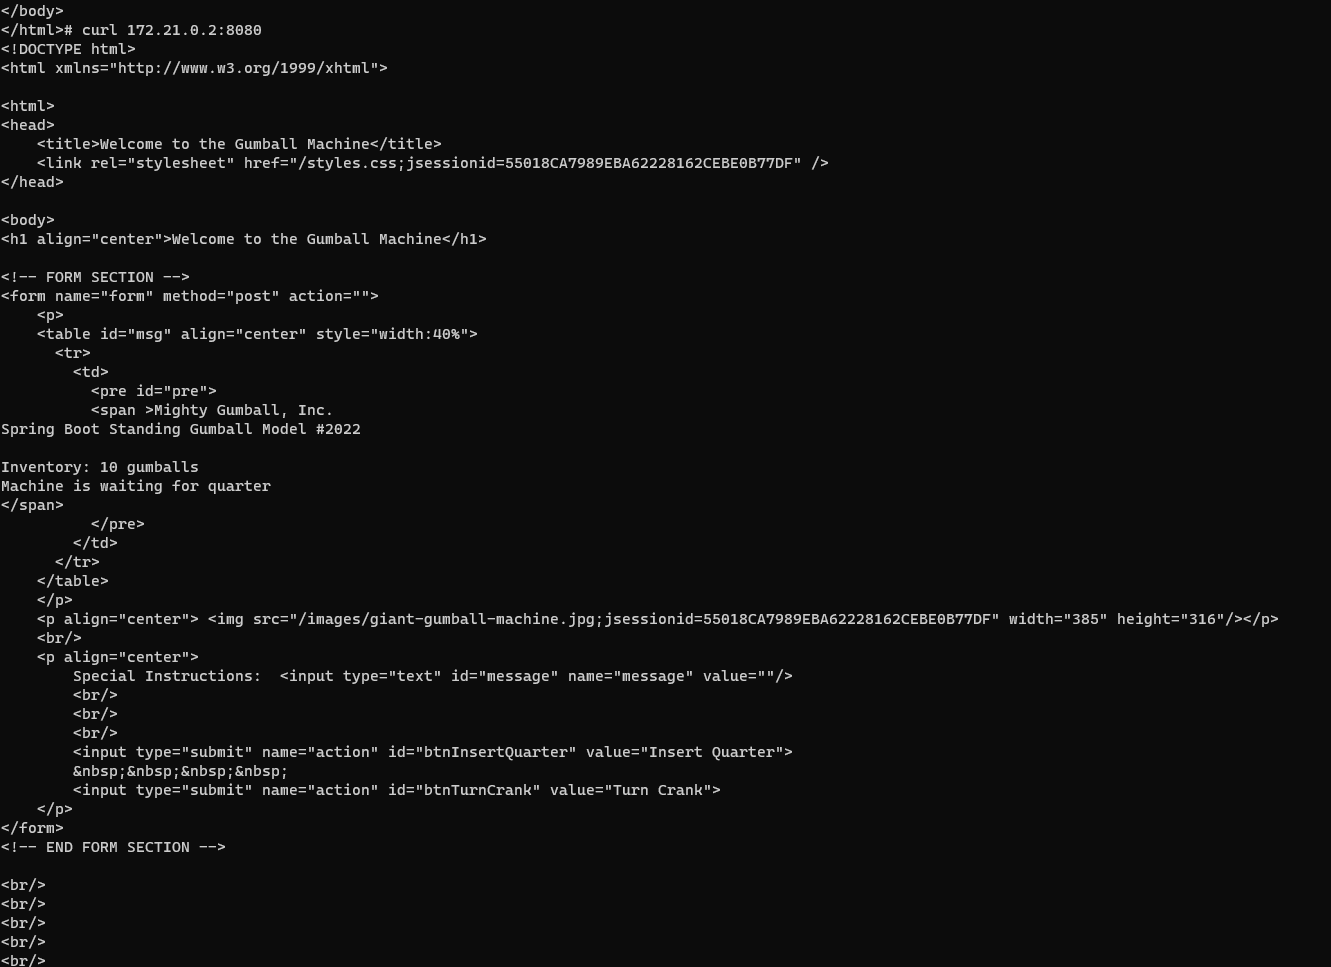 </body>
</html># curl 172.21.0.2:8080
<!DOCTYPE html>
<html xmlns="http://www.w3.org/1999/xhtml">

<html>
<head>
    <title>Welcome to the Gumball Machine</title>
    <link rel="stylesheet" href="/styles.css;jsessionid=55018CA7989EBA62228162CEBE0B77DF" />
</head>

<body>
<h1 align="center">Welcome to the Gumball Machine</h1>

<!-- FORM SECTION -->
<form name="form" method="post" action="">
    <p>
    <table id="msg" align="center" style="width:40%">
      <tr>
        <td>
          <pre id="pre">
          <span >Mighty Gumball, Inc.
Spring Boot Standing Gumball Model #2022

Inventory: 10 gumballs
Machine is waiting for quarter
</span>
          </pre>
        </td>
      </tr>
    </table>
    </p>
    <p align="center"> <img src="/images/giant-gumball-machine.jpg;jsessionid=55018CA7989EBA62228162CEBE0B77DF" width="385" height="316"/></p>
    <br/>
    <p align="center">
        Special Instructions:  <input type="text" id="message" name="message" value=""/>
        <br/>
        <br/>
        <br/>
        <input type="submit" name="action" id="btnInsertQuarter" value="Insert Quarter">
        &nbsp;&nbsp;&nbsp;&nbsp;
        <input type="submit" name="action" id="btnTurnCrank" value="Turn Crank">
    </p>
</form>
<!-- END FORM SECTION -->

<br/>
<br/>
<br/>
<br/>
<br/>